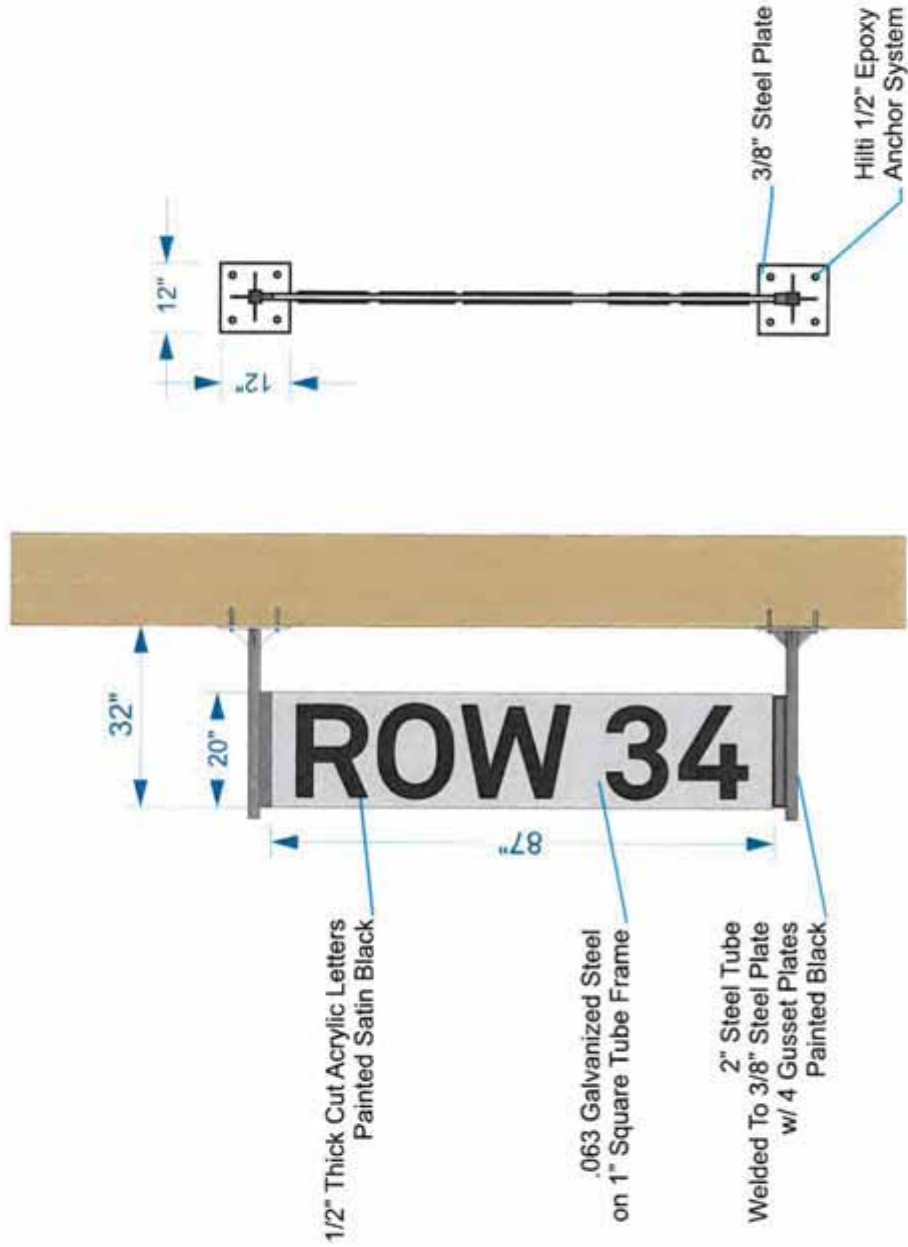 12"
12"
3/8" Steel Plate
Hilti 1/2" Epoxy
Anchor System
32"
20"
ROW 34
87"
1/2" Thick Cut Acrylic Letters
Painted Satin Black
.063 Galvanized Steel
on 1" Square Tube Frame
2" Steel Tube
Welded To 3/8" Steel Plate
w/ 4 Gusset Plates
Painted Black